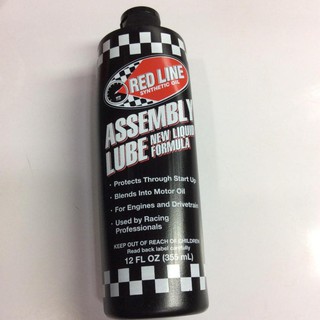 RED LINE
SYNTHETIC OIL
ASSEMBLY
LUBE NEW LIQUID
FORMULA
• Protects Through Start Up
• Blends Into Motor Oil
• For Engines and Drivetrain
• Used by Racing
Professionals
KEEP OUT OF REACH OF CHILDREN
Read back label carefully
12 FL OZ (355 mL)